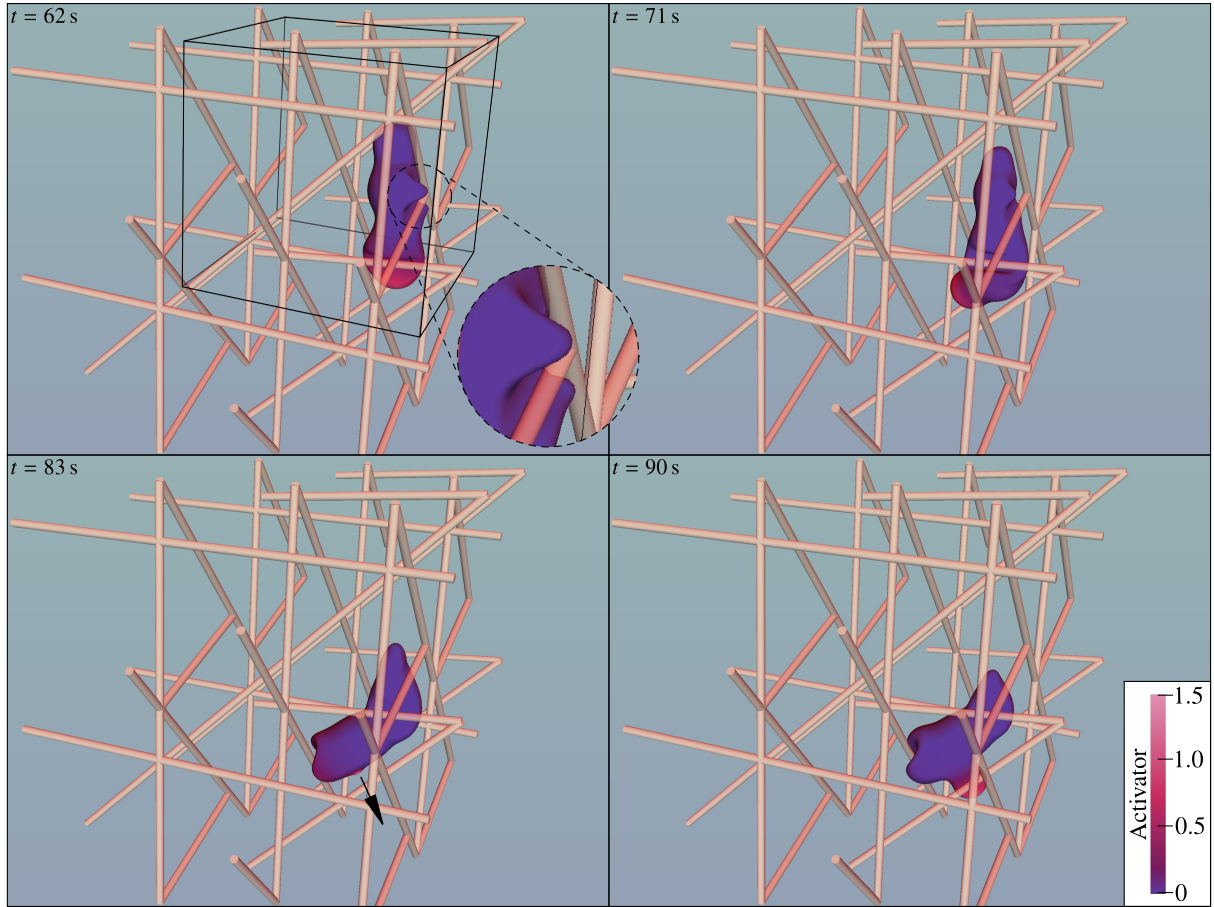 t = 62 s
t = 71 s
t = 83 s
t = 90 s
1.5
1.0
0.5
0
Activator